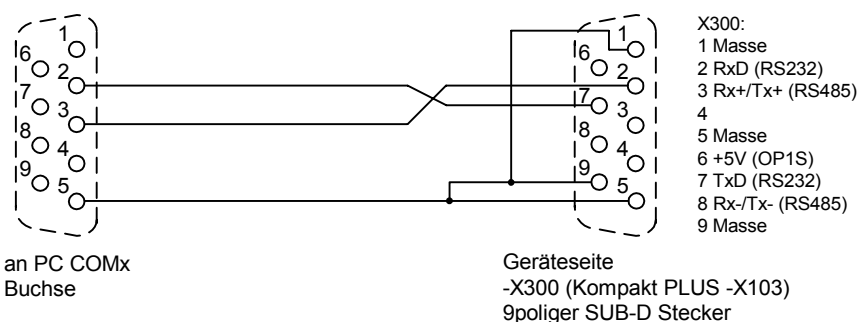 1
6
2
7
3
8
4
9
5
an PC COMx
Buchse
1
6
2
7
3
8
4
9
5
Geräteseite
-X300 (Kompakt PLUS -X103)
9poliger SUB-D Stecker
X300:
1 Masse
2 RxD (RS232)
3 Rx+/Tx+ (RS485)
4
5 Masse
6 +5V (OP1S)
7 TxD (RS232)
8 Rx-/Tx- (RS485)
9 Masse